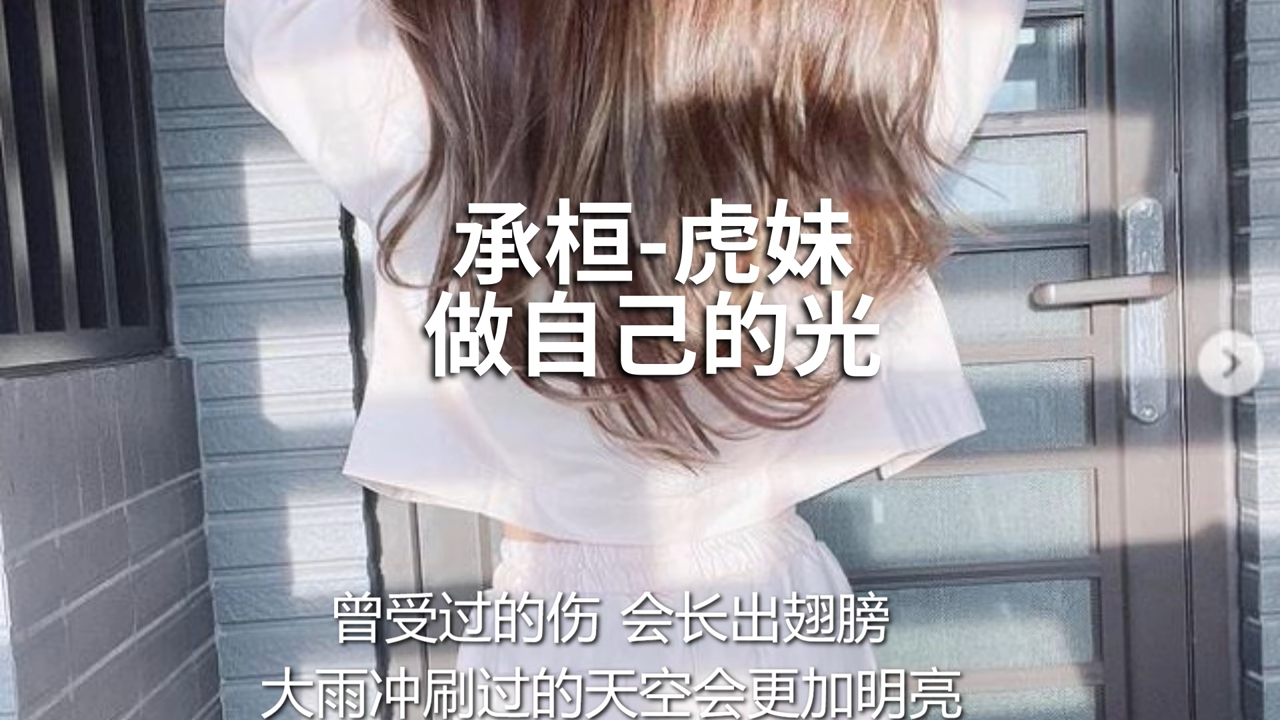 承桓-虎妹
做自己的光
曾受过的伤 会长出翅膀
大雨冲刷过的天空会更加明亮